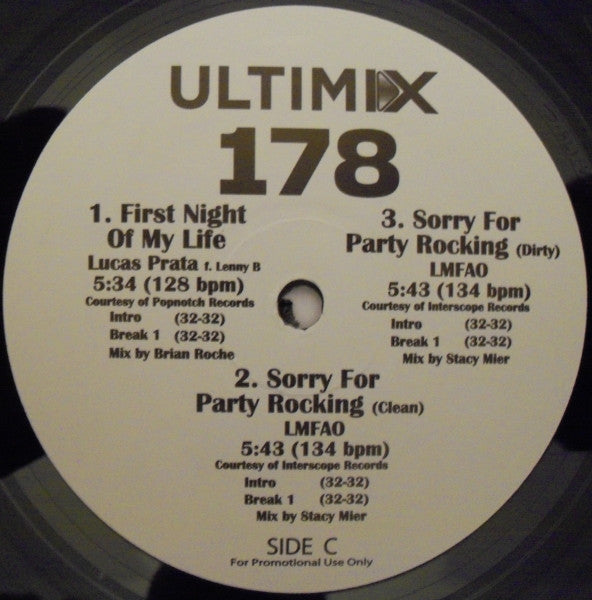 ULTIMIX
178
1. First Night
Of My Life
Lucas Prata f. Lenny B
5:34 (128 bpm)
Courtesy of Popnotch Records
Intro (32-32)
Break 1 (32-32)
Mix by Brian Roche
3. Sorry For
Party Rocking (Dirty)
LMFAO
5:43 (134 bpm)
Courtesy of Interscope Records
Intro (32-32)
Break 1 (32-32)
Mix by Stacy Mier
2. Sorry For
Party Rocking (Clean)
LMFAO
5:43 (134 bpm)
Courtesy of Interscope Records
Intro (32-32)
Break 1 (32-32)
Mix by Stacy Mier
SIDE C
For Promotional Use Only